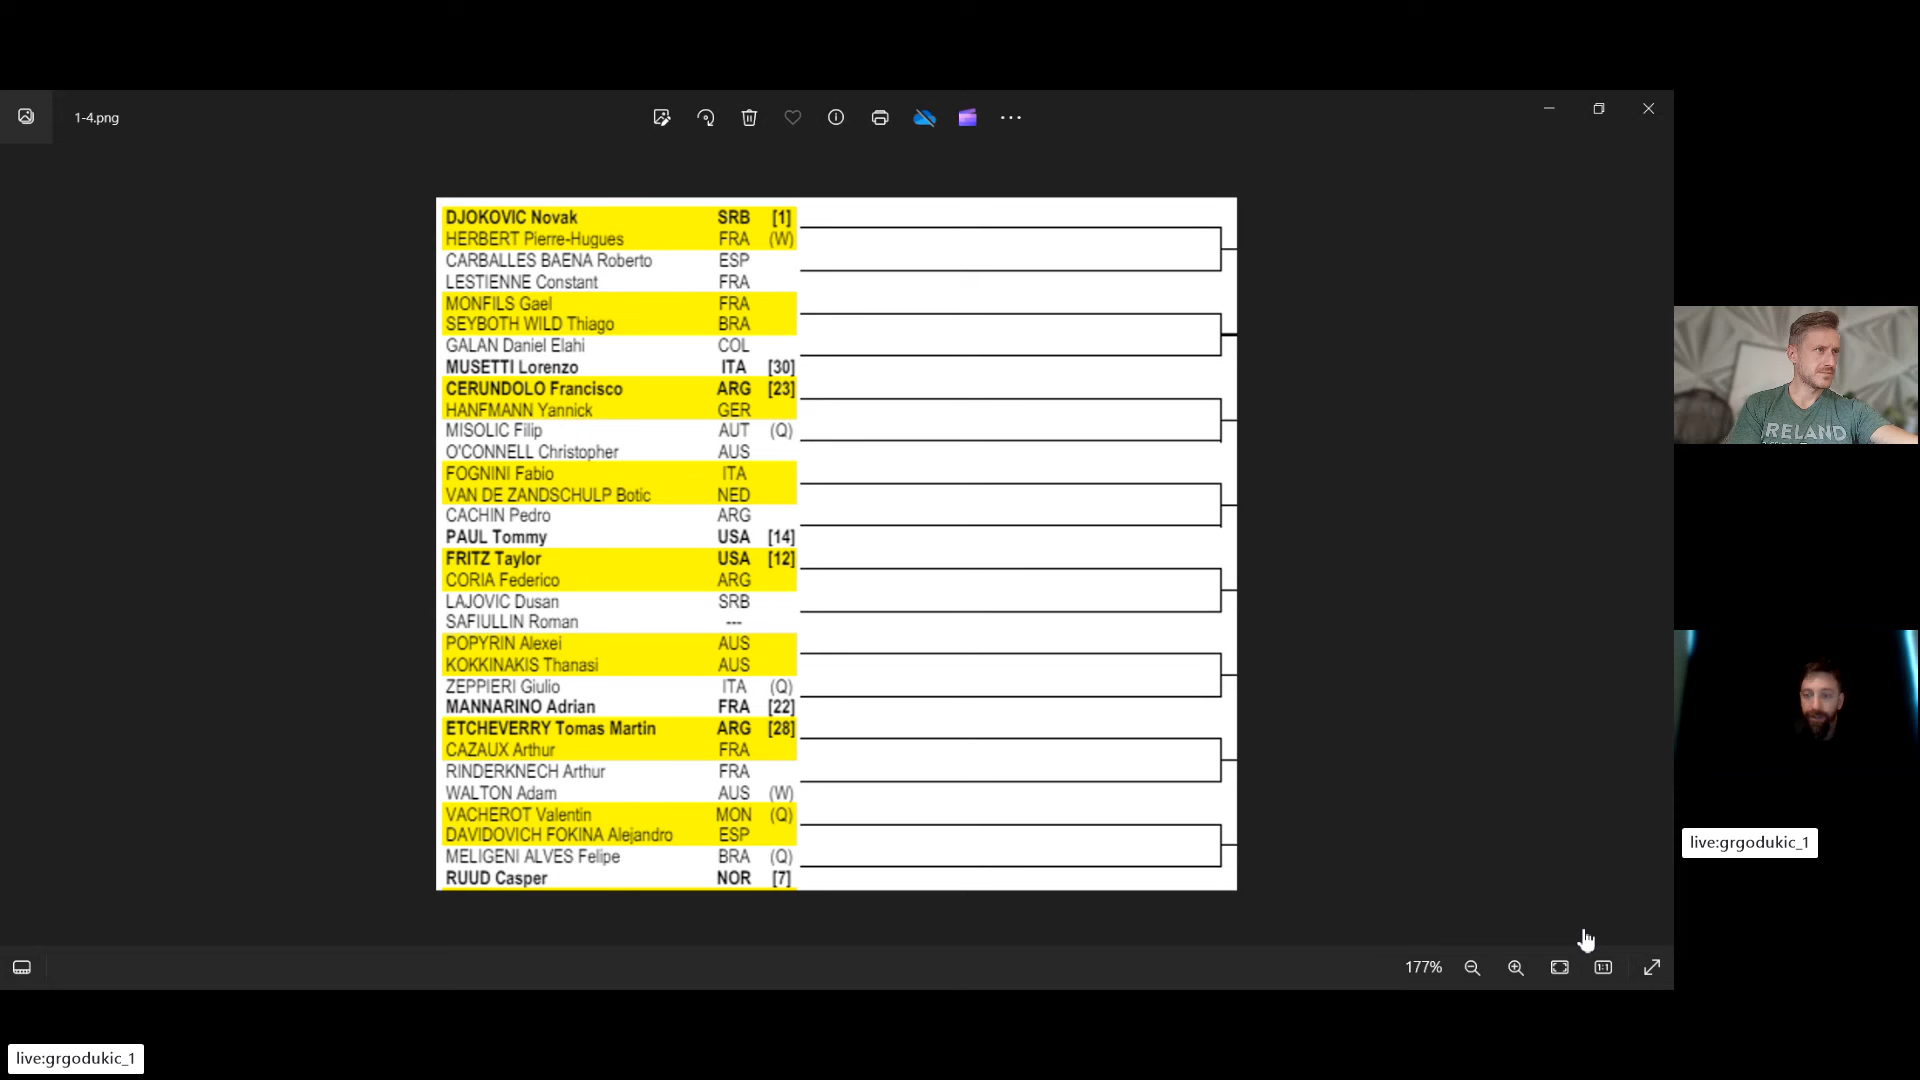 1-4.png
DJOKOVIC Novak SRB [1]
HERBERT Pierre-Hugues FRA (W)
CARBALLES BAENA Roberto ESP
LESTIENNE Constant FRA
MONFILS Gael FRA
SEYBOTH WILD Thiago BRA
GALAN Daniel Elahi COL
MUSETTI Lorenzo ITA [30]
CERUNDOLO Francisco ARG [23]
HANFMANN Yannick GER
MISOLIC Filip AUT (Q)
O'CONNELL Christopher AUS
FOGNINI Fabio ITA
VAN DE ZANDSCHULP Botic NED
CACHIN Pedro ARG
PAUL Tommy USA [14]
FRITZ Taylor USA [12]
CORIA Federico ARG
LAJOVIC Dusan SRB
SAFIULLIN Roman ---
POPYRIN Alexei AUS
KOKKINAKIS Thanasi AUS
ZEPPIERI Giulio ITA (Q)
MANNARINO Adrian FRA [22]
ETCHEVERRY Tomas Martin ARG [28]
CAZAUX Arthur FRA
RINDERKNECH Arthur FRA
WALTON Adam AUS (W)
VACHEROT Valentin MON (Q)
DAVIDOVICH FOKINA Alejandro ESP
MELIGENI ALVES Felipe BRA (Q)
RUUD Casper NOR [7]
RELAND
live:grgodukic_1
177%
1:1
live:grgodukic_1